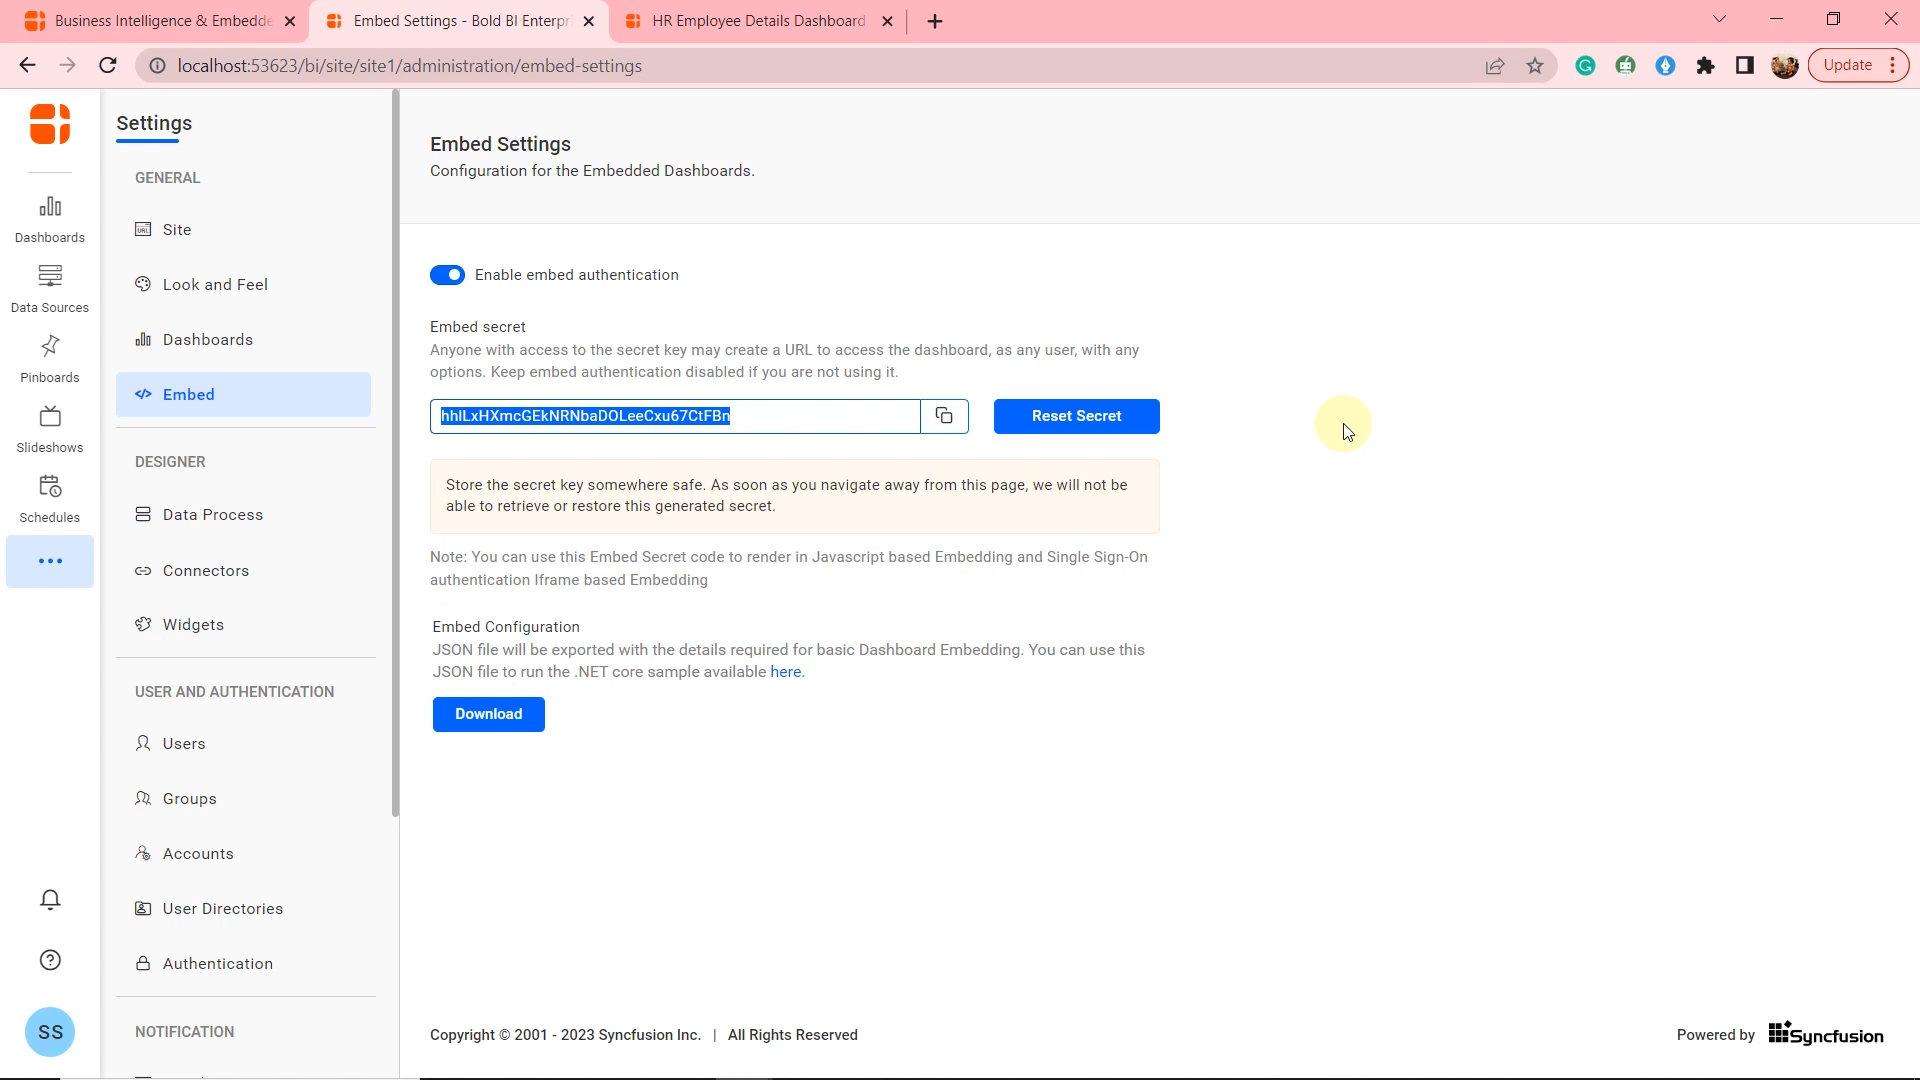 Business Intelligence & Embedde
Embed Settings - Bold BI Enterpr
HR Employee Details Dashboard
localhost:53623/bi/site/site1/administration/embed-settings
Update
Dashboards
Data Sources
Pinboards
Slideshows
Schedules
SS
Settings
GENERAL
Site
Look and Feel
Dashboards
Embed
DESIGNER
Data Process
Connectors
Widgets
USER AND AUTHENTICATION
Users
Groups
Accounts
User Directories
Authentication
NOTIFICATION
Embed Settings
Configuration for the Embedded Dashboards.
Enable embed authentication
Embed secret
Anyone with access to the secret key may create a URL to access the dashboard, as any user, with any
options. Keep embed authentication disabled if you are not using it.
hhlLxHXmcGEkNRNbaDOLeeCxu67CtFBn
Reset Secret
Store the secret key somewhere safe. As soon as you navigate away from this page, we will not be
able to retrieve or restore this generated secret.
Note: You can use this Embed Secret code to render in Javascript based Embedding and Single Sign-On
authentication Iframe based Embedding
Embed Configuration
JSON file will be exported with the details required for basic Dashboard Embedding. You can use this
JSON file to run the .NET core sample available here.
Download
Copyright © 2001 - 2023 Syncfusion Inc. | All Rights Reserved
Powered by Syncfusion